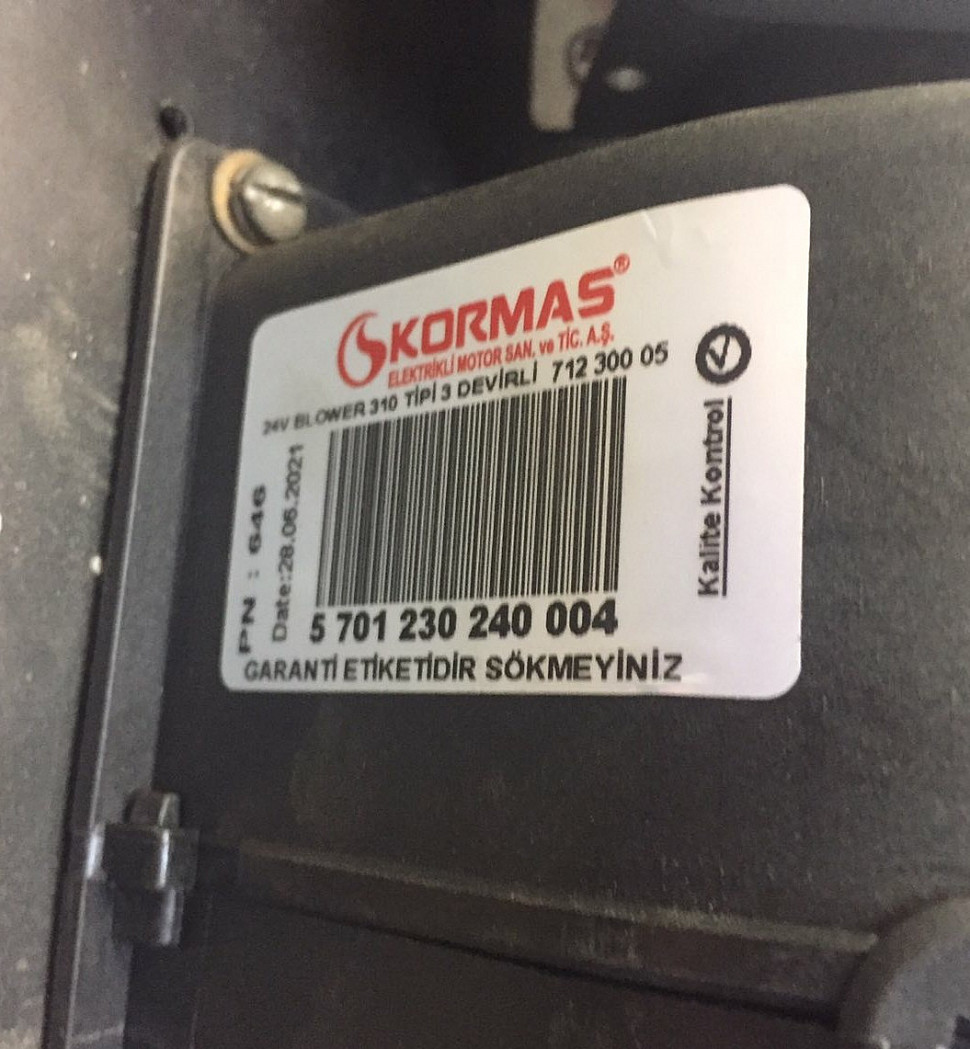 KORMAS®
ELEKTRİKLİ MOTOR SAN. ve TİC. A.Ş.
24V BLOWER 310 TİPİ 3 DEVİRLİ 712 300 05
PN : 646
Date:28.06.2021
5 701 230 240 004
Kalite Kontrol
GARANTİ ETİKETİDİR SÖKMEYİNİZ